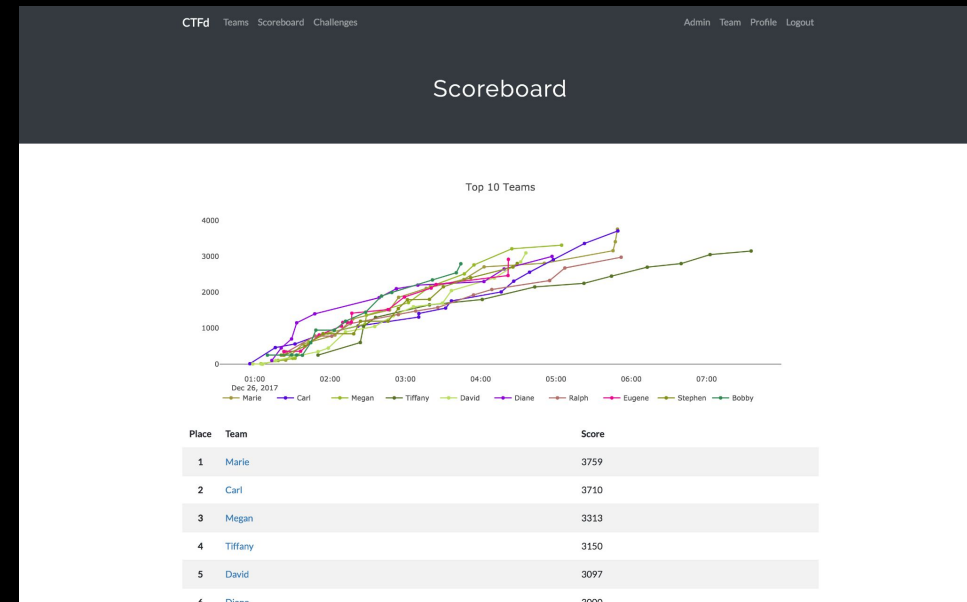 CTFd Teams Scoreboard Challenges Admin Team Profile Logout
Scoreboard
Top 10 Teams
4000
3000
2000
1000
0
01:00 02:00 03:00 04:00 05:00 06:00 07:00
Dec 26, 2017
Marie Carl Megan Tiffany David Diane Ralph Eugene Stephen Bobby
Place Team Score
1 Marie 3759
2 Carl 3710
3 Megan 3313
4 Tiffany 3150
5 David 3097